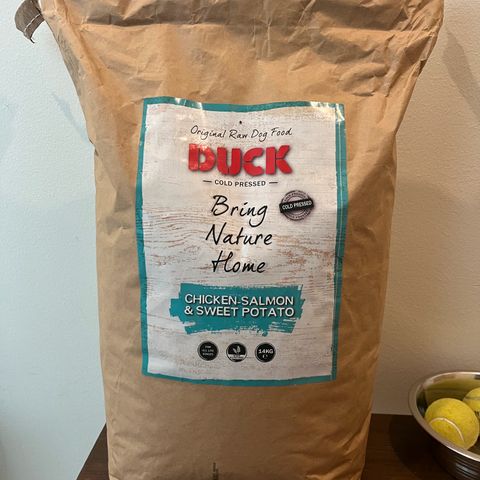 Original Raw Dog Food
DUCK
COLD PRESSED
Bring
COLD PRESSED
Nature
Home
CHICKEN-SALMON
& SWEET POTATO
14KG
e